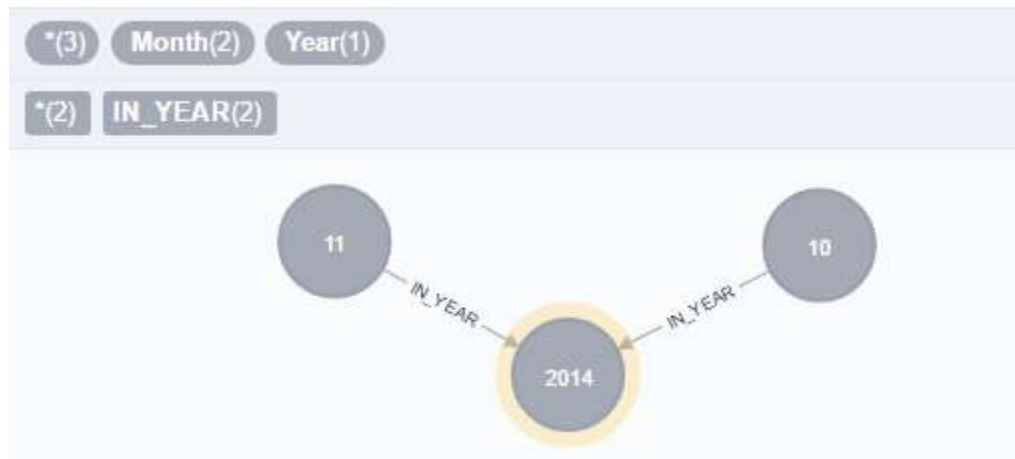 *(3) Month(2) Year(1)
*(2) IN_YEAR(2)
11
10
IN_YEAR
IN_YEAR
2014